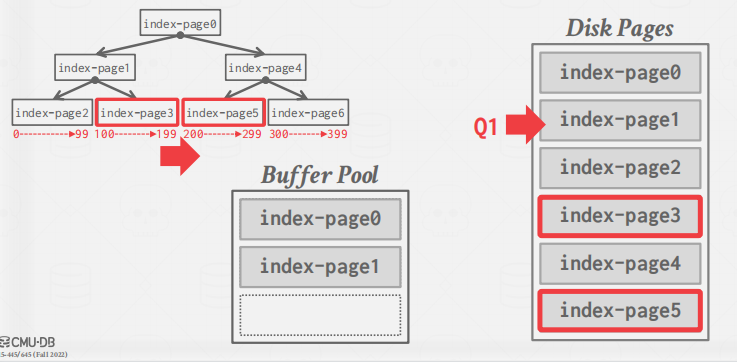 index-page0
index-page1
index-page4
index-page2
index-page3
index-page5
index-page6
0 99
100 199
200 299
300 399
Buffer Pool
index-page0
index-page1
Disk Pages
index-page0
Q1
index-page1
index-page2
index-page3
index-page4
index-page5
CMU·DB
15-445/645 (Fall 2022)